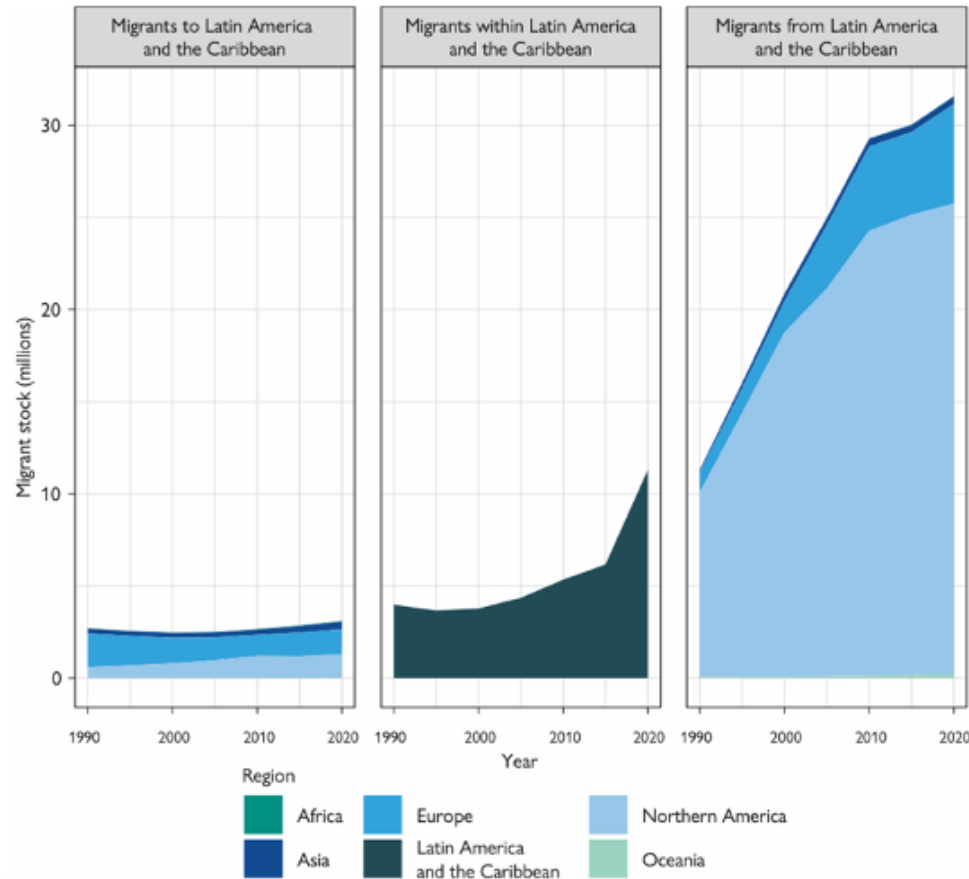 Migrants to Latin America
and the Caribbean
Migrants within Latin America
and the Caribbean
Migrants from Latin America
and the Caribbean
Migrant stock (millions)
30
20
10
0
1990
2000
2010
2020
1990
2000
2010
2020
1990
2000
2010
2020
Year
Region
Africa
Europe
Northern America
Asia
Latin America
and the Caribbean
Oceania